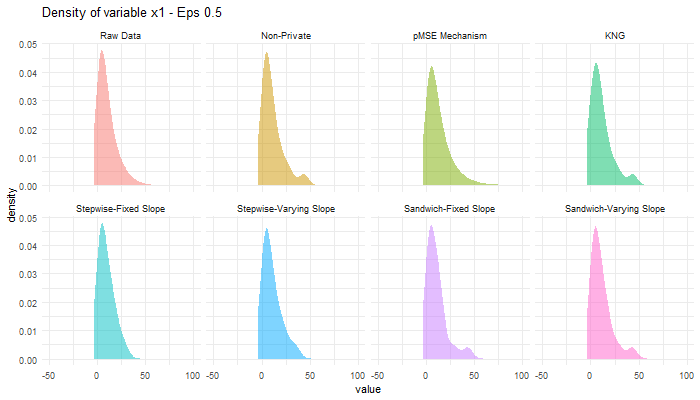 Density of variable x1 - Eps 0.5
Raw Data Non-Private pMSE Mechanism KNG
0.05
0.04
0.03
0.02
0.01
0.00
density
Stepwise-Fixed Slope Stepwise-Varying Slope Sandwich-Fixed Slope Sandwich-Varying Slope
0.05
0.04
0.03
0.02
0.01
0.00
-50 0 50 100 -50 0 50 100 -50 0 50 100 -50 0 50 100
value